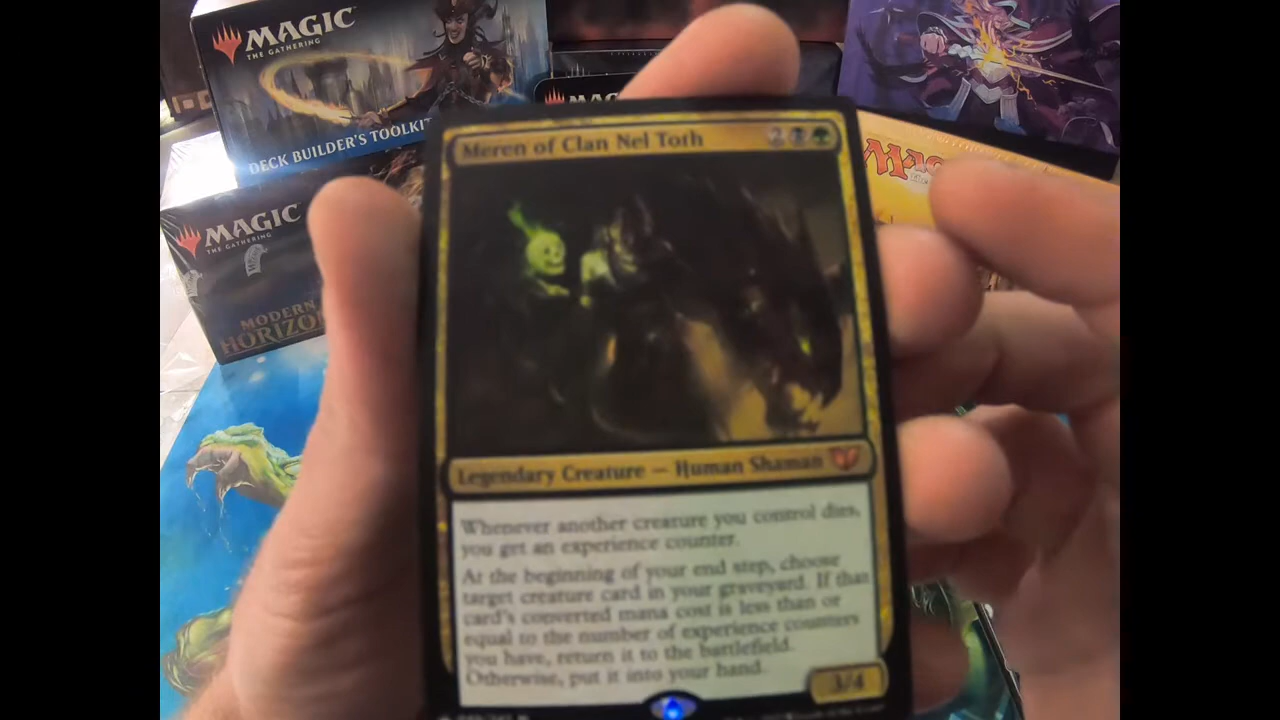 MAGIC
THE GATHERING
DECK BUILDER'S TOOLKIT
MAGIC
THE GATHERING
MODERN
HORIZO
Meren of Clan Nel Toth 2
Legendary Creature — Human Shaman
Whenever another creature you control dies,
you get an experience counter.
At the beginning of your end step, choose
target creature card in your graveyard. If that
card's converted mana cost is less than or
equal to the number of experience counters
you have, return it to the battlefield.
Otherwise, put it into your hand.
3/4